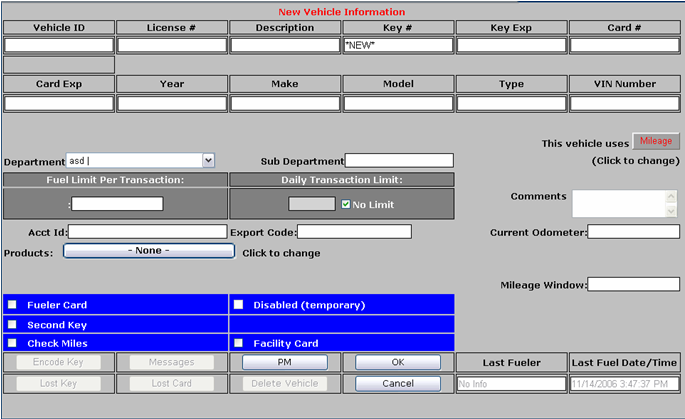 New Vehicle Information
Vehicle ID License # Description Key # Key Exp Card #
*NEW*
Card Exp Year Make Model Type VIN Number
This vehicle uses Mileage
Department asd | Sub Department (Click to change)
Fuel Limit Per Transaction: Daily Transaction Limit:
: No Limit Comments
Acct Id: Export Code: Current Odometer:
Products: - None - Click to change
Mileage Window:
Fueler Card Disabled (temporary)
Second Key
Check Miles Facility Card
Encode Key Messages PM OK Last Fueler Last Fuel Date/Time
Lost Key Lost Card Delete Vehicle Cancel No Info 11/14/2006 3:47:37 PM